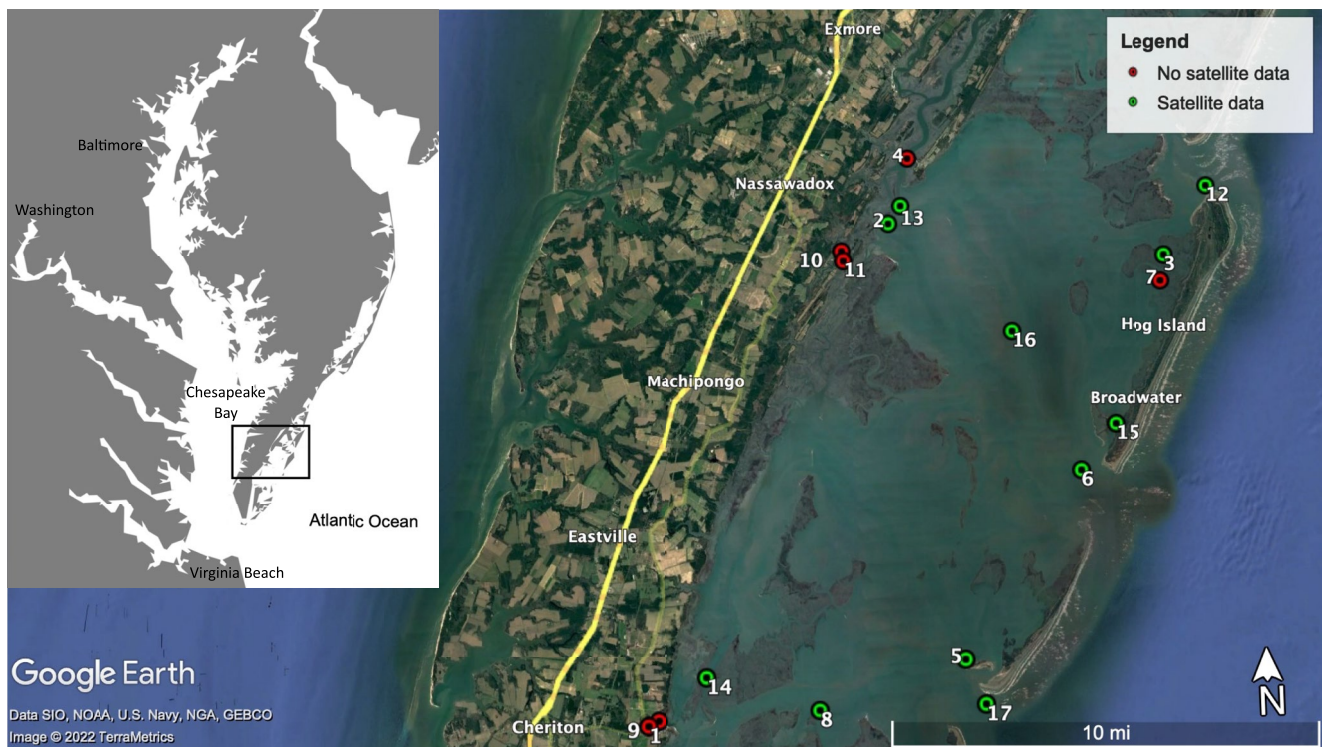 Baltimore
Washington
Chesapeake
Bay
Atlantic Ocean
Virginia Beach
Exmore
Legend
No satellite data
Satellite data
4
Nassawadox
12
13
2
10
11
3
7
Hog Island
16
Machipongo
Broadwater
15
6
Eastville
5
14
17
8
Cheriton
9
1
N
10 mi
Google Earth
Data SIO, NOAA, U.S. Navy, NGA, GEBCO
Image © 2022 TerraMetrics